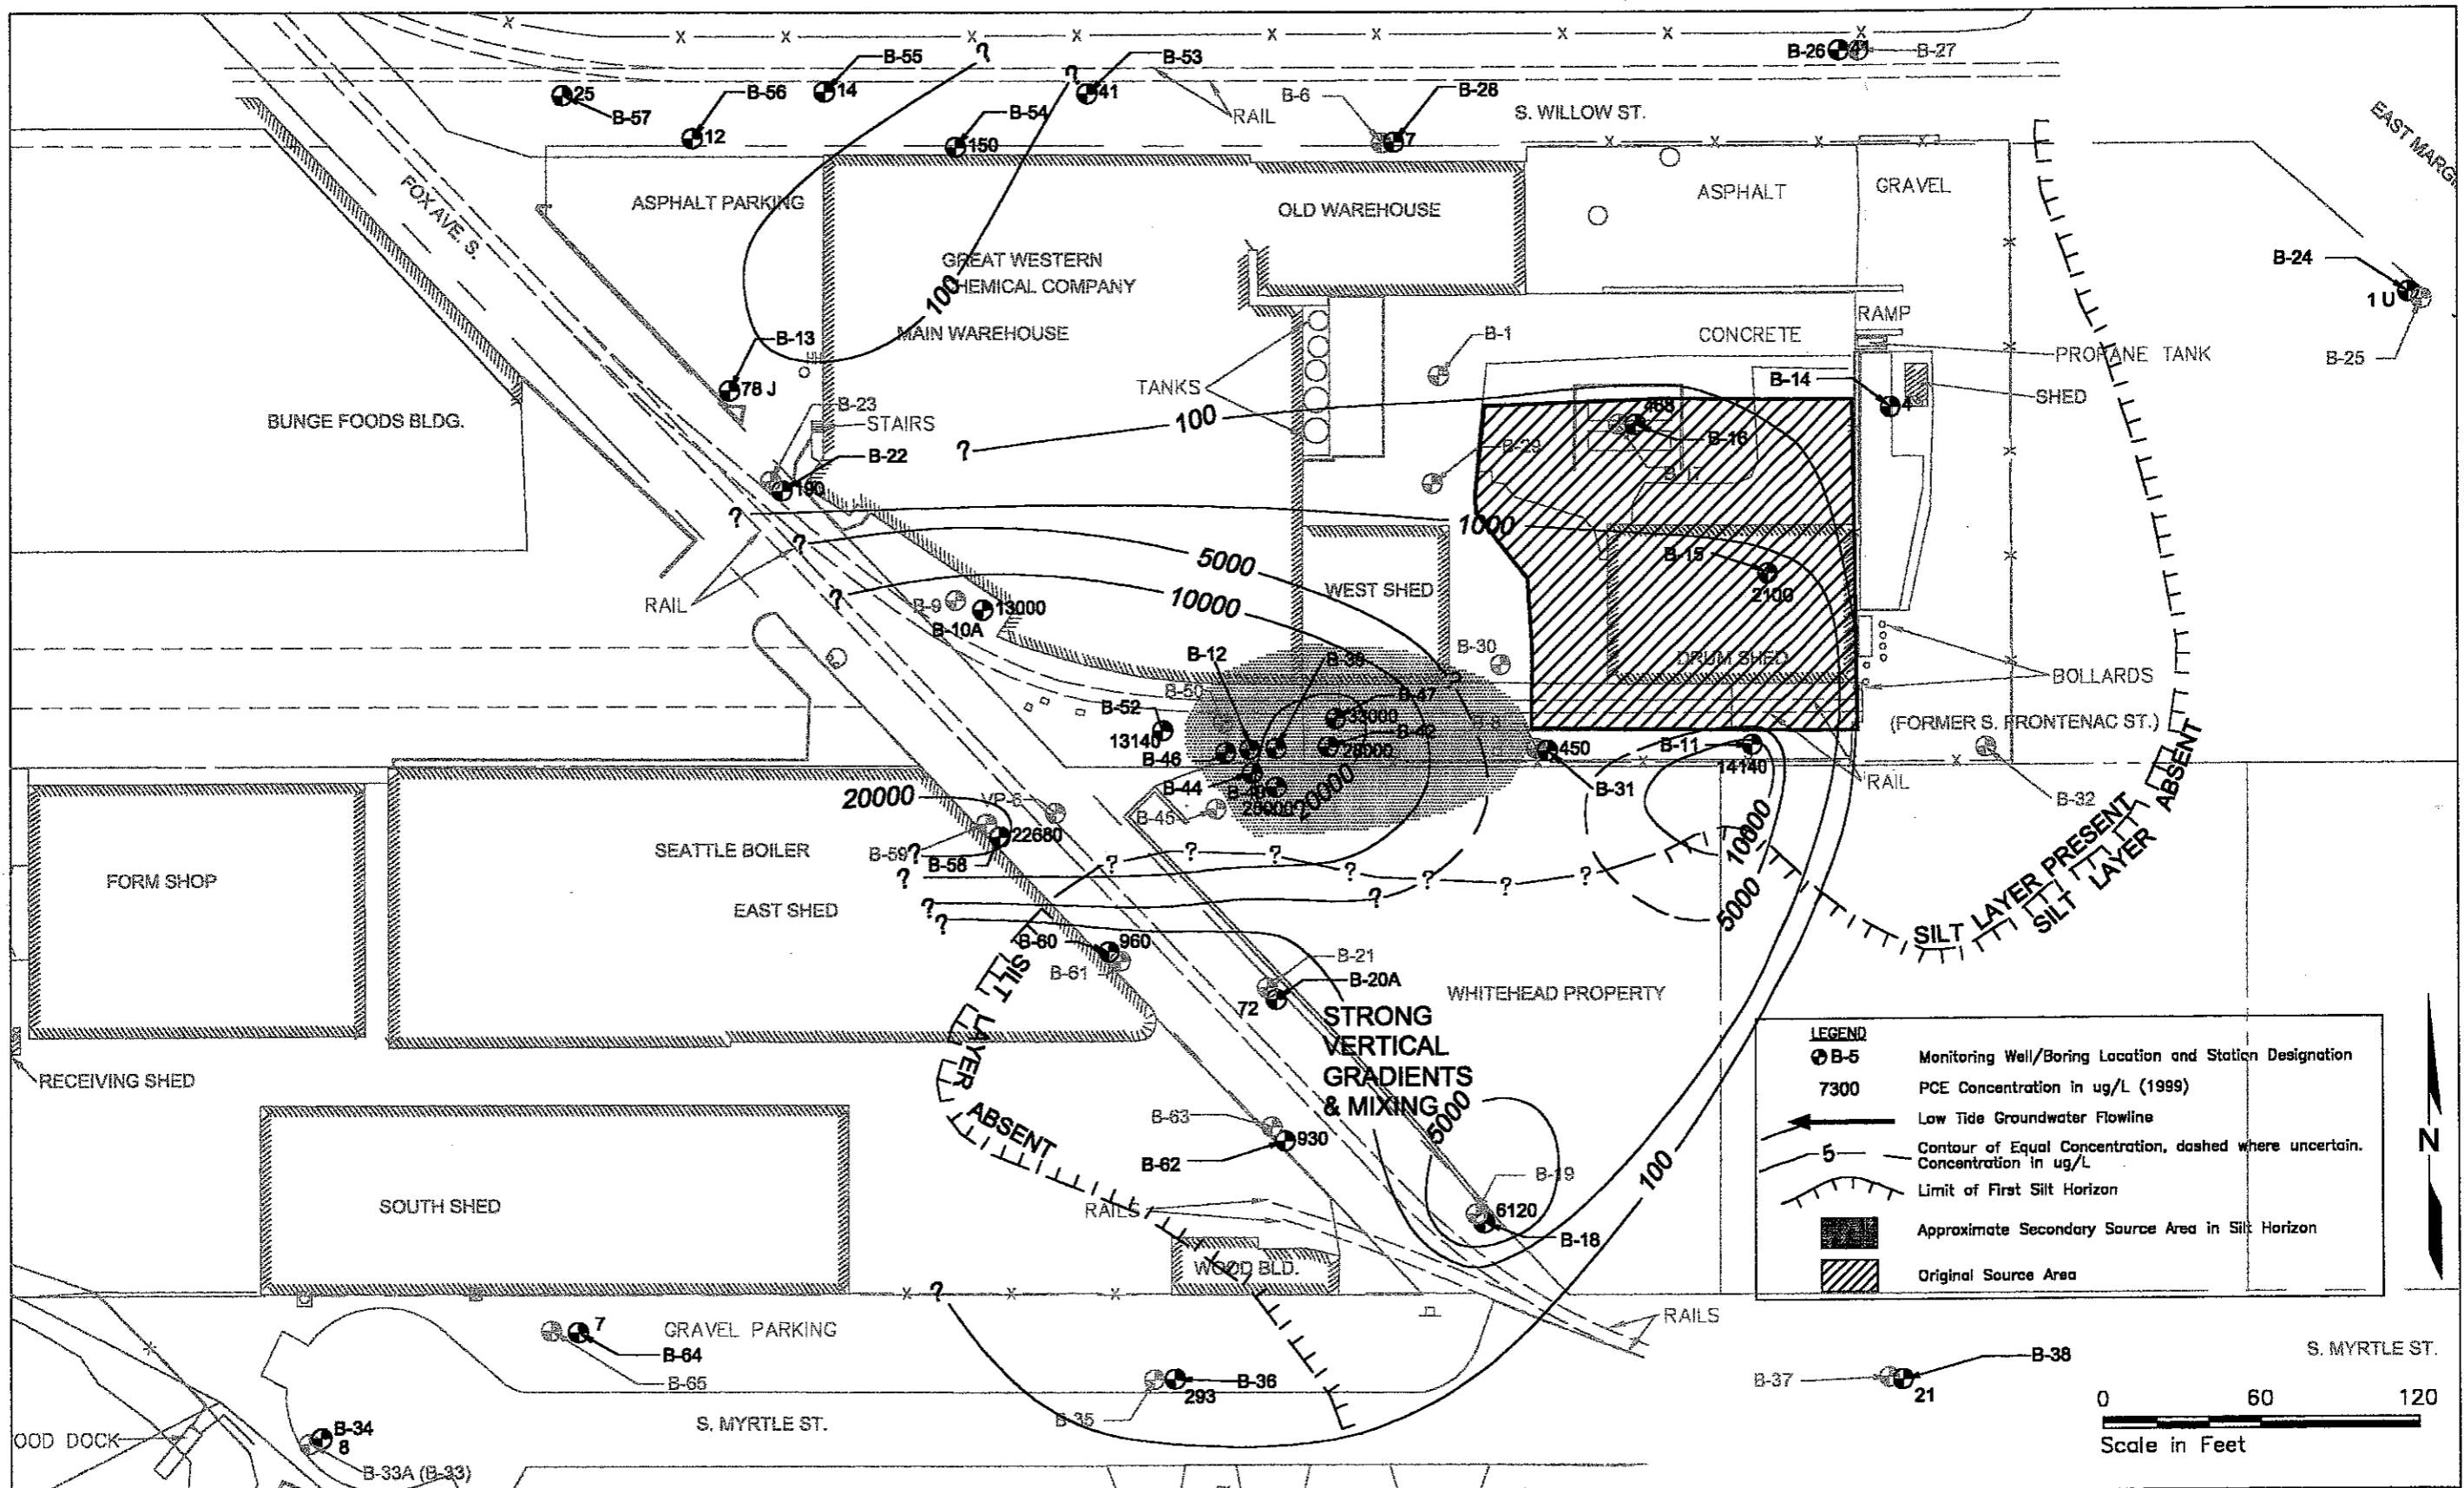 B-55
B-53
B-26
41
B-27
25
B-57
B-56
12
14
B-54
150
41
RAIL
B-6
B-28
7
S. WILLOW ST.
EAST MARG
FOX AVE. S.
ASPHALT PARKING
GREAT WESTERN
CHEMICAL COMPANY
MAIN WAREHOUSE
100
OLD WAREHOUSE
ASPHALT
GRAVEL
B-24
1 U
B-25
RAMP
CONCRETE
PROPANE TANK
B-1
TANKS
B-14
4
SHED
B-13
78 J
B-23
STAIRS
BUNGE FOODS BLDG.
B-22
190
?
100
468
B-16
B-17
B-29
?
1000
?
5000
B-15
2100
WEST SHED
?
10000
RAIL
B-9
13000
B-10A
B-12
B-39
B-30
DRUM SHED
BOLLARDS
B-50
B-47
33000
B-52
13140
B-46
B-42
28000
B-8
450
B-31
B-11
14140
(FORMER S. FRONTENAC ST.)
RAIL
B-32
B-44
B-40
20000
B-45
20000
VP-6
22680
B-59
?
B-58
?
SEATTLE BOILER
EAST SHED
FORM SHOP
?
?
?
?
?
?
?
?
?
?
10000
5000
SILT LAYER PRESENT
SILT LAYER ABSENT
B-60
960
B-61
SILT LAYER ABSENT
B-21
B-20A
72
WHITEHEAD PROPERTY
STRONG
VERTICAL
GRADIENTS
& MIXING
5000
RECEIVING SHED
B-63
930
B-62
SOUTH SHED
RAILS
B-19
6120
B-18
100
WOOD BLD.
?
LEGEND
B-5 Monitoring Well/Boring Location and Station Designation
7300 PCE Concentration in ug/L (1999)
Low Tide Groundwater Flowline
5 Contour of Equal Concentration, dashed where uncertain.
Concentration in ug/L
Limit of First Silt Horizon
Approximate Secondary Source Area in Silt Horizon
Original Source Area
N
7
GRAVEL PARKING
B-64
B-65
RAILS
S. MYRTLE ST.
B-36
293
B-35
B-37
B-38
21
OOD DOCK
B-34
8
B-33A (B-33)
S. MYRTLE ST.
0 60 120
Scale in Feet